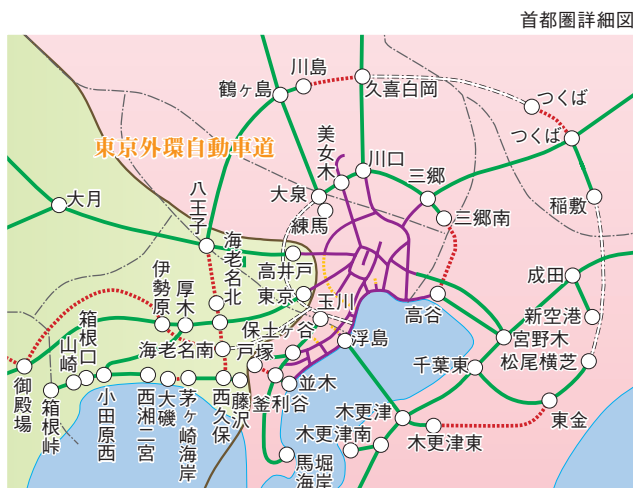 首都圏詳細図
川島
鶴ヶ島
久喜白岡
つくば
つくば
東京外環自動車道
美女木
川口
三郷
大泉
練馬
三郷南
稲敷
大月
八王子
海老名北
高井戸
東京
玉川
高谷
成田
新空港
伊勢原
厚木
保土ヶ谷
浮島
宮野木
松尾横芝
箱根口
山崎
海老名南
戸塚
千葉東
御殿場
箱根峠
小田原西
西湘二宮
大磯
茅ヶ崎海岸
西久保
藤沢
釜利谷
並木
木更津
東金
木更津南
木更津東
馬堀海岸